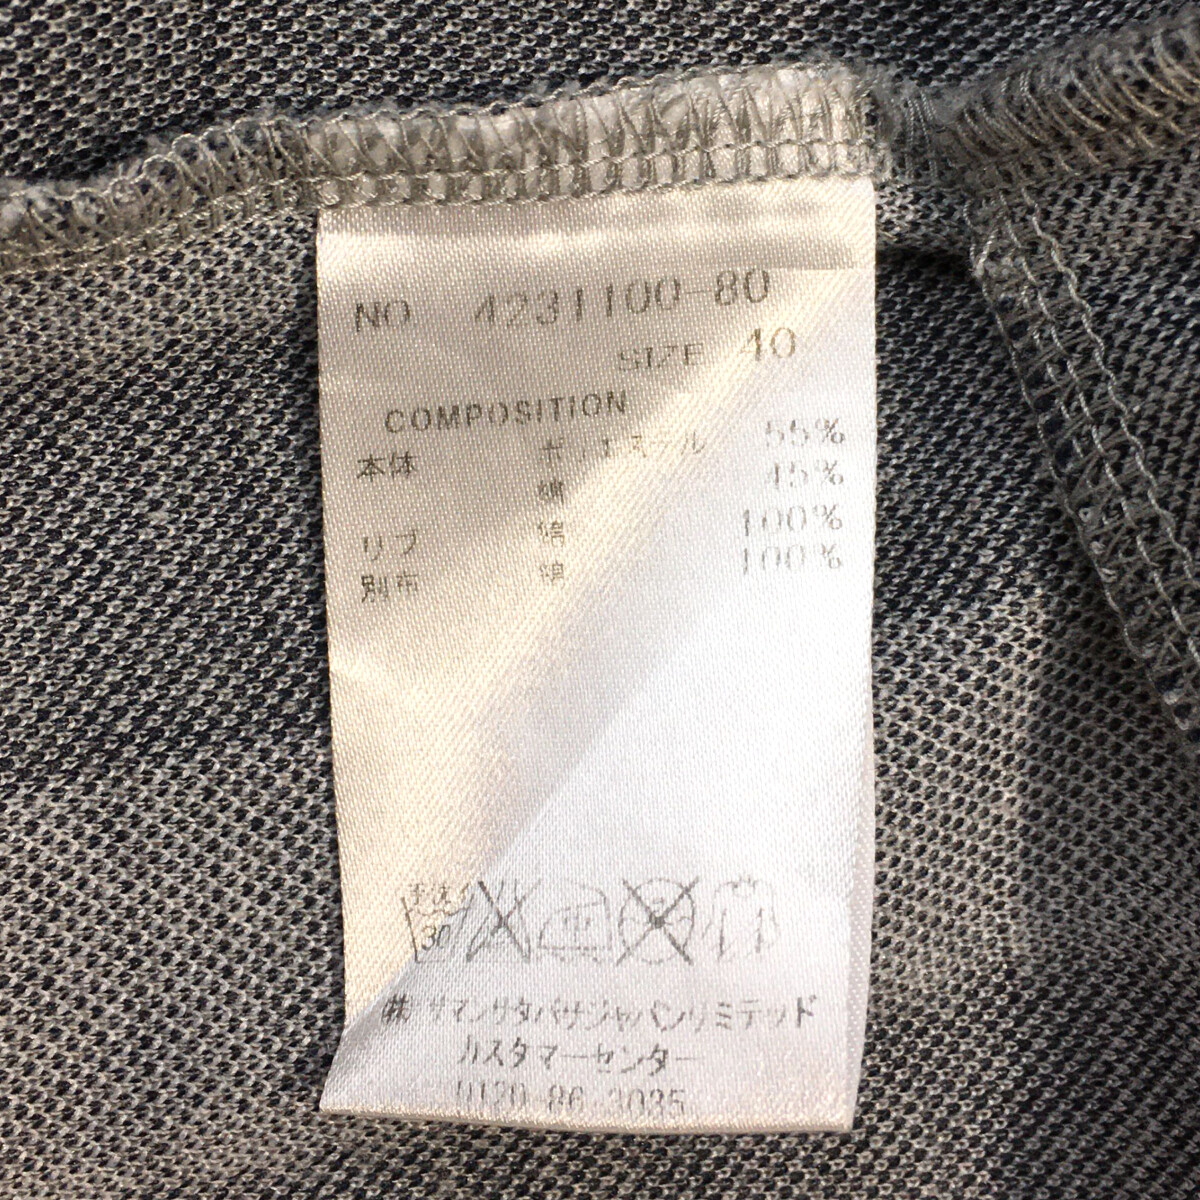 NO. 4231100-80
SIZE 40
COMPOSITION
本体 ポリエステル 55%
綿 45%
リブ 綿 100%
別布 綿 100%
手洗イ
30
㈱サマンサタバサジャパンリミテッド
カスタマーセンター
0120-86-3035